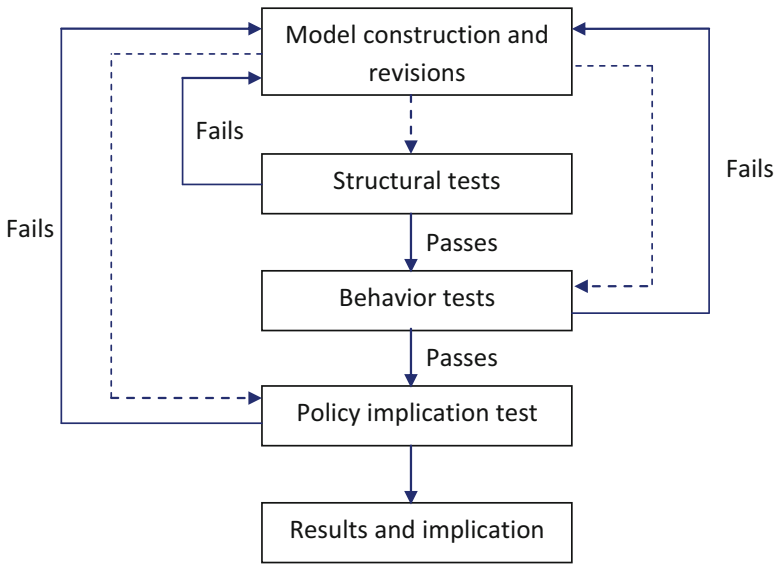 Model construction and
revisions
Fails
Structural tests
Fails
Fails
Passes
Behavior tests
Passes
Policy implication test
Results and implication